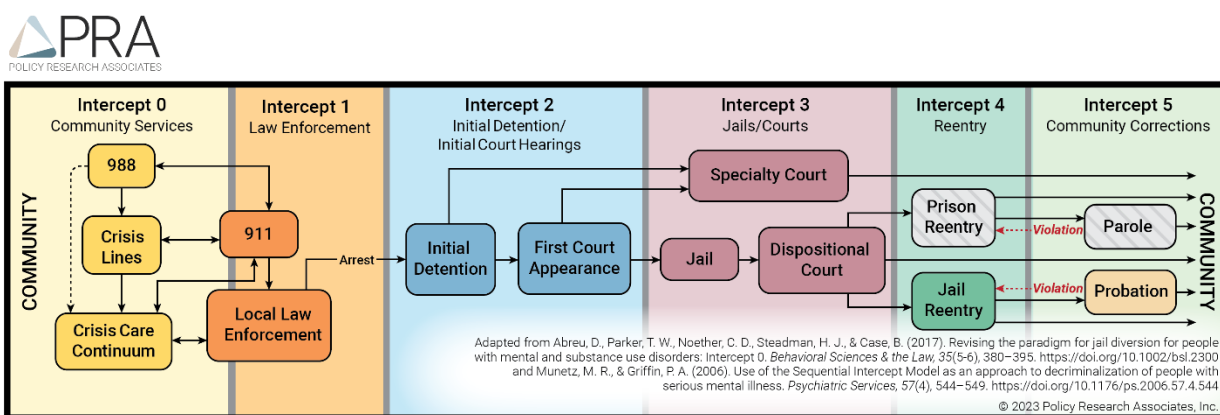 PRA
POLICY RESEARCH ASSOCIATES
Intercept 0
Community Services
Intercept 1
Law Enforcement
Intercept 2
Initial Detention/
Initial Court Hearings
Intercept 3
Jails/Courts
Intercept 4
Reentry
Intercept 5
Community Corrections
COMMUNITY
988
Crisis
Lines
Crisis Care
Continuum
911
Local Law
Enforcement
Arrest
Initial
Detention
First Court
Appearance
Specialty Court
Jail
Dispositional
Court
Prison
Reentry
Violation
Parole
Jail
Reentry
Violation
Probation
COMMUNITY
Adapted from Abreu, D., Parker, T. W., Noether, C. D., Steadman, H. J., & Case, B. (2017). Revising the paradigm for jail diversion for people
with mental and substance use disorders: Intercept 0. Behavioral Sciences & the Law, 35(5-6), 380–395. https://doi.org/10.1002/bsl.2300
and Munetz, M. R., & Griffin, P. A. (2006). Use of the Sequential Intercept Model as an approach to decriminalization of people with
serious mental illness. Psychiatric Services, 57(4), 544–549. https://doi.org/10.1176/ps.2006.57.4.544
© 2023 Policy Research Associates, Inc.